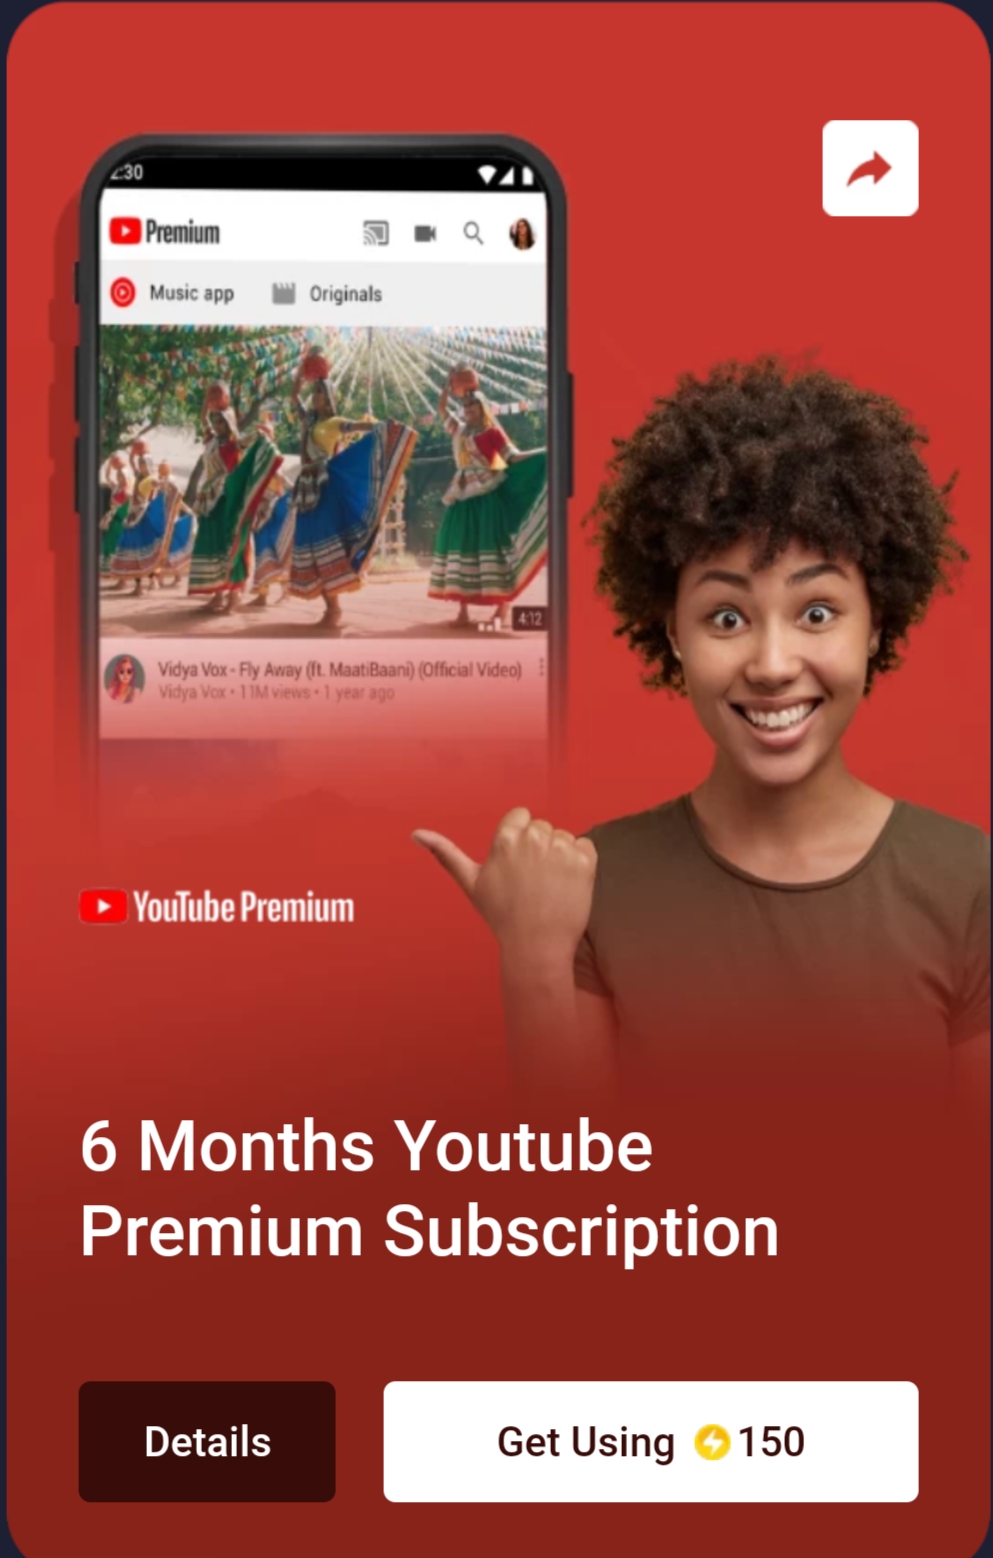 2:30
Premium
Music app
Originals
4:12
Vidya Vox - Fly Away (ft. MaatiBaani) (Official Video)
Vidya Vox • 11M views • 1 year ago
YouTube Premium
6 Months Youtube
Premium Subscription
Details
Get Using 150